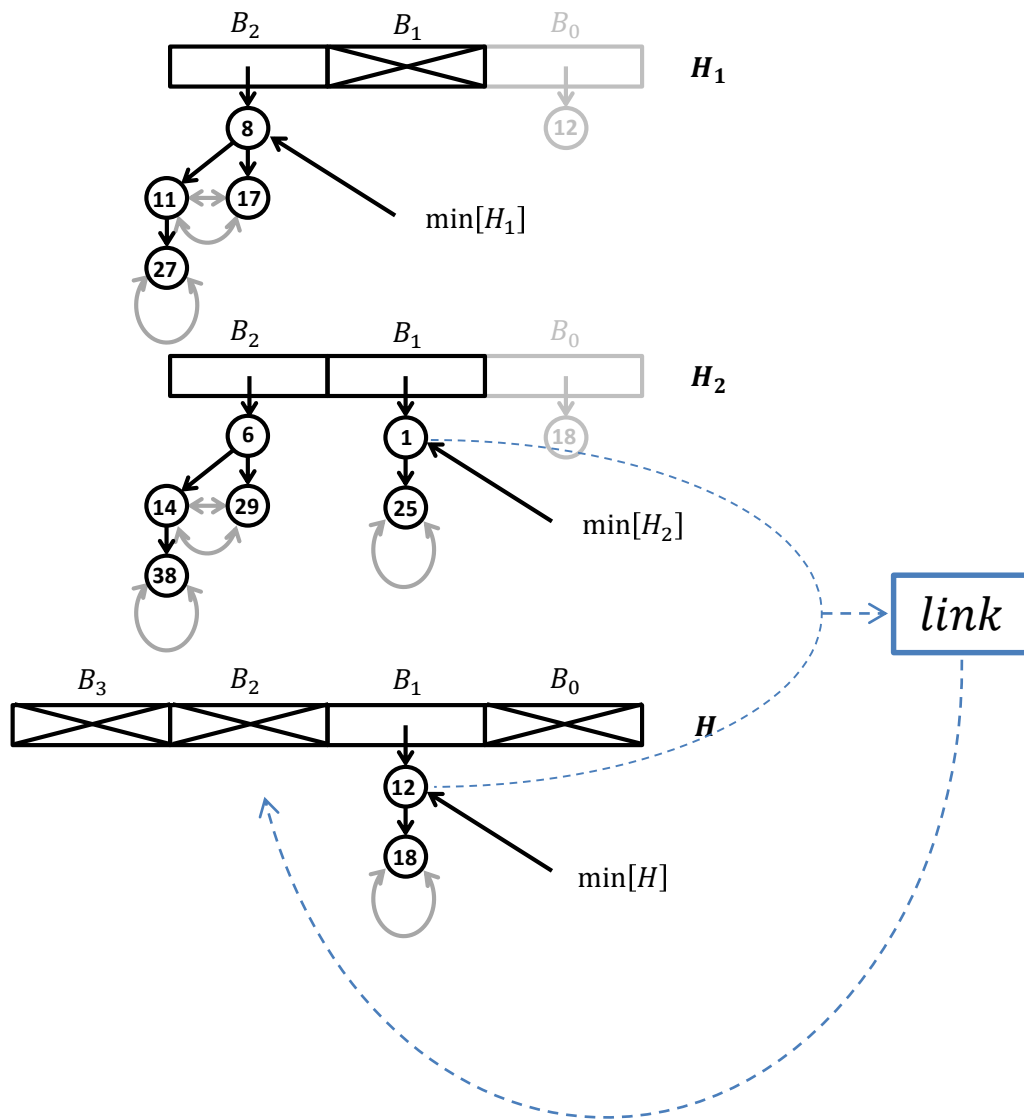 B₂ B₁ B₀
H₁
8 12
11 17
min[H₁]
27
B₂ B₁ B₀
H₂
6 1 18
14 29 25
min[H₂]
38
link
B₃ B₂ B₁ B₀
H
12
18
min[H]